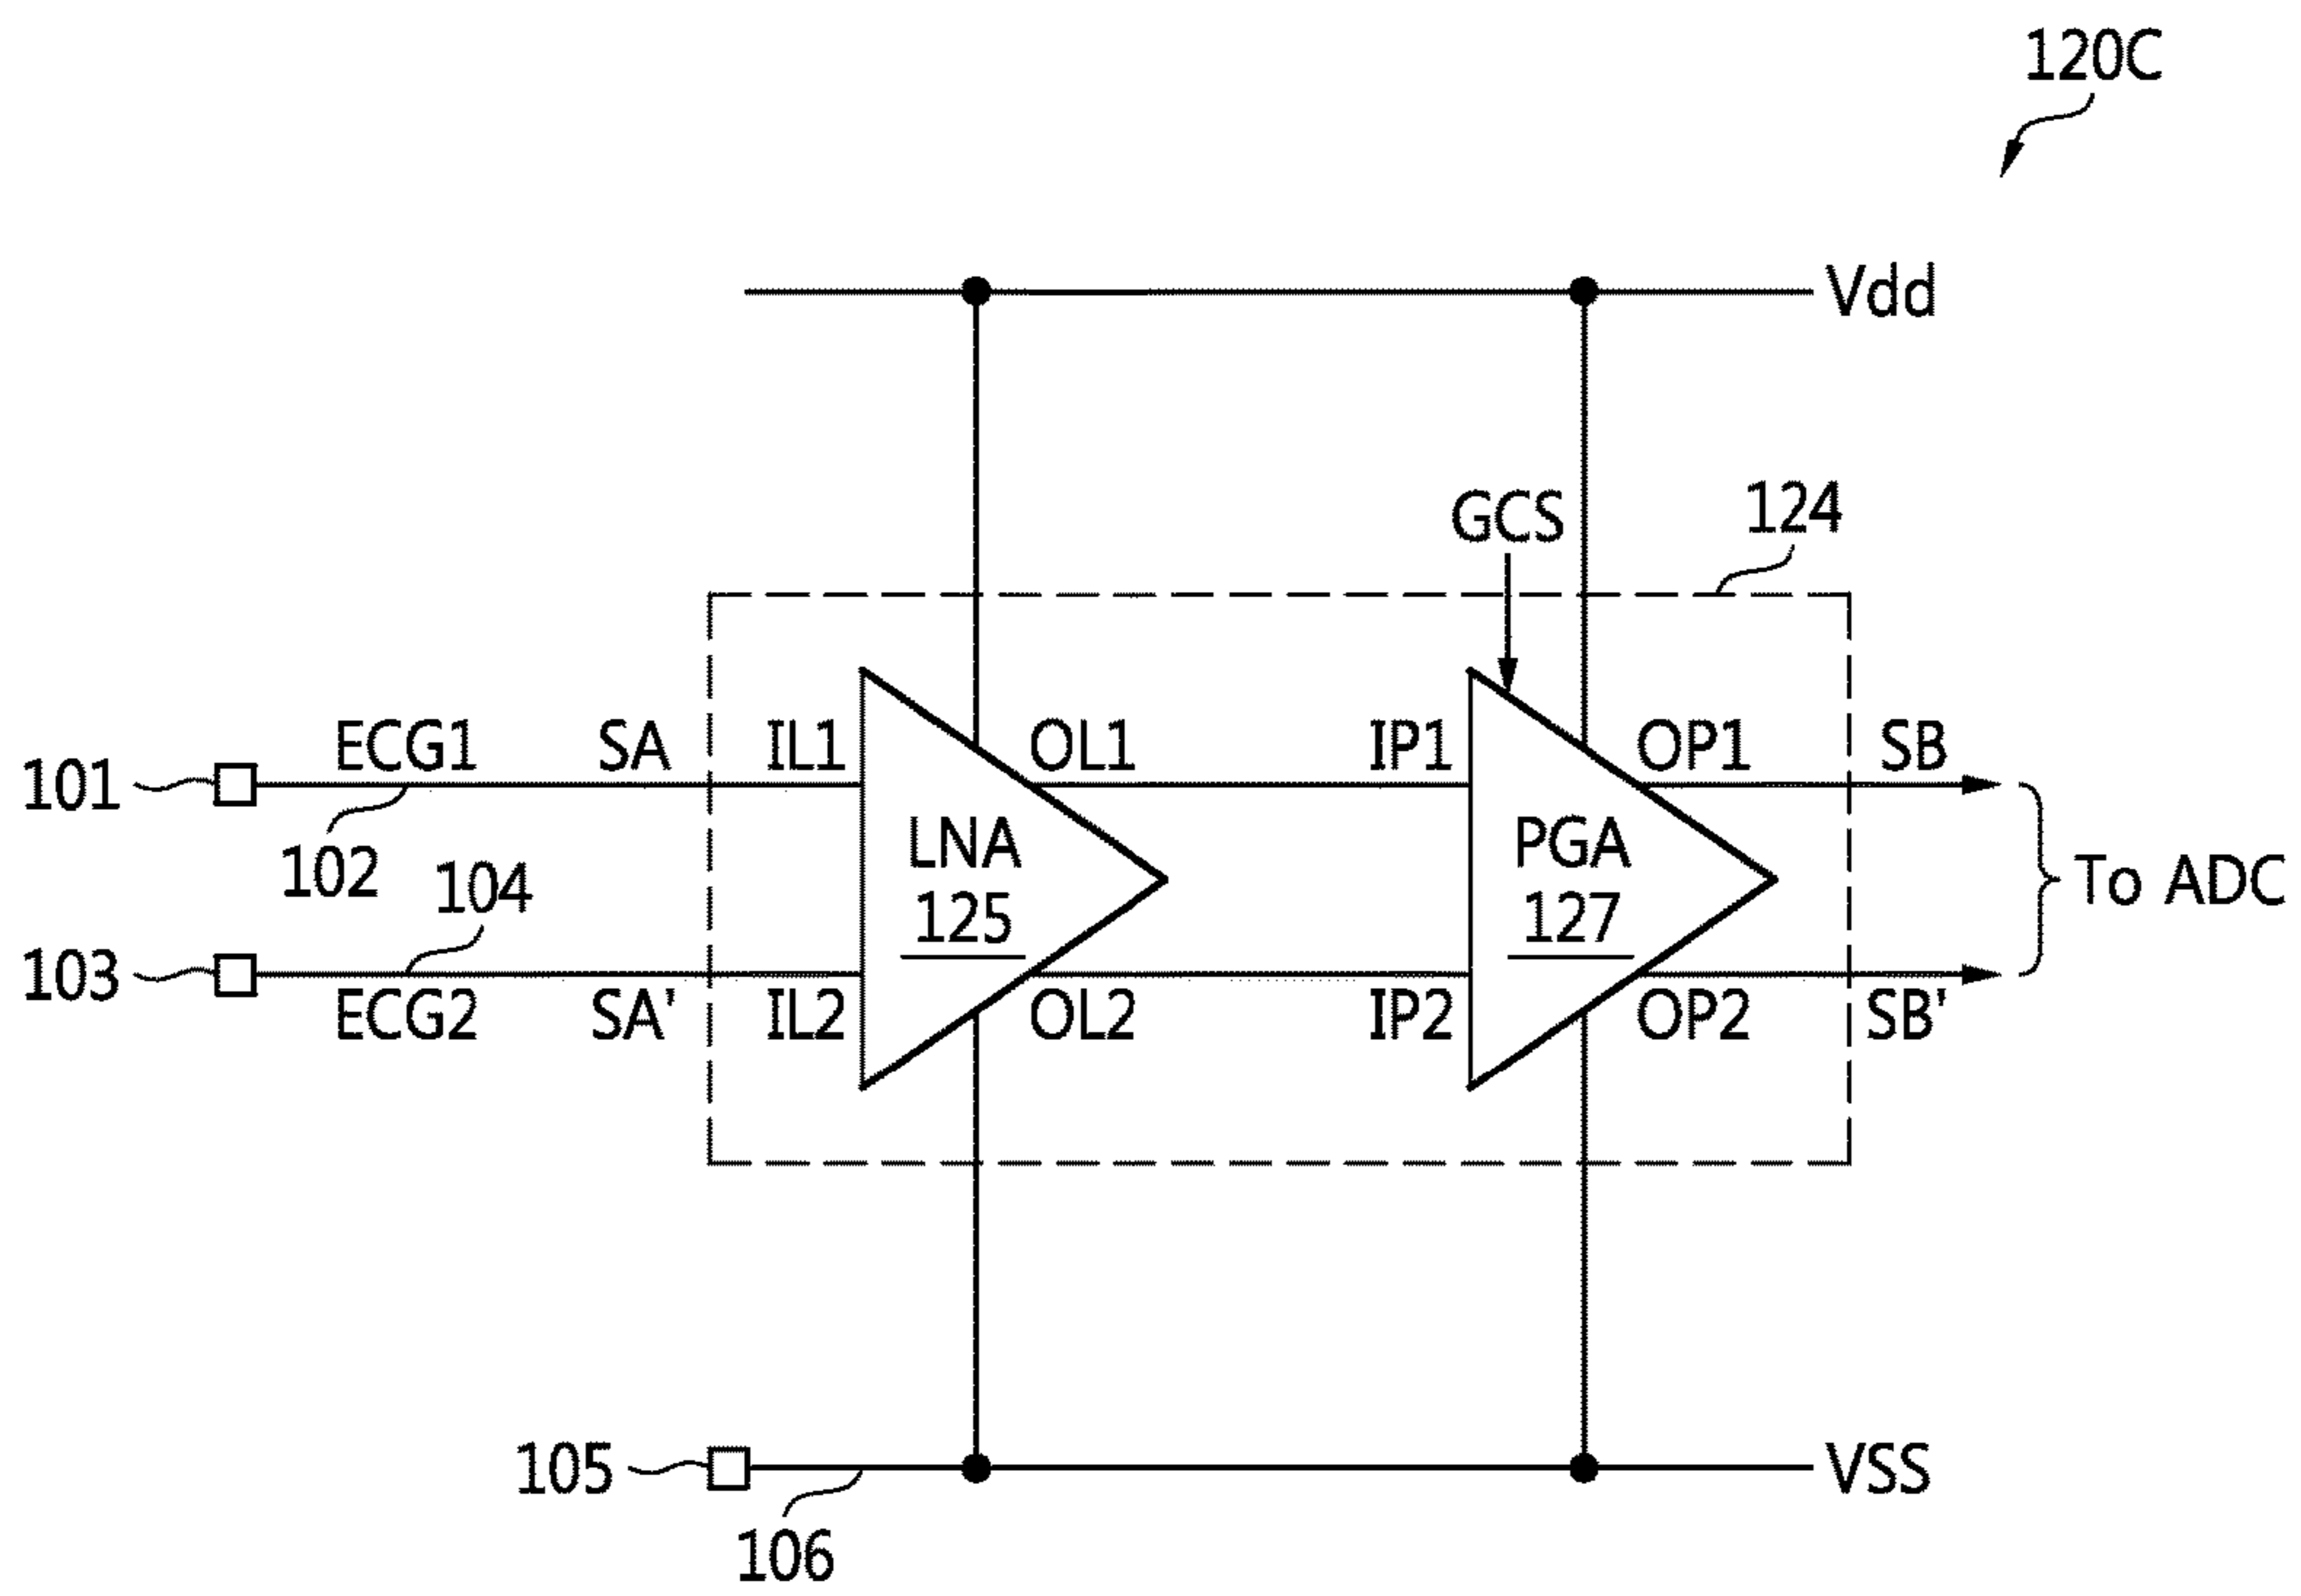 120C
Vdd
GCS
124
ECG1 SA IL1 OL1 IP1 OP1 SB
101
102
LNA
125
PGA
127
To ADC
104
103
ECG2 SA' IL2 OL2 IP2 OP2 SB'
105
VSS
106